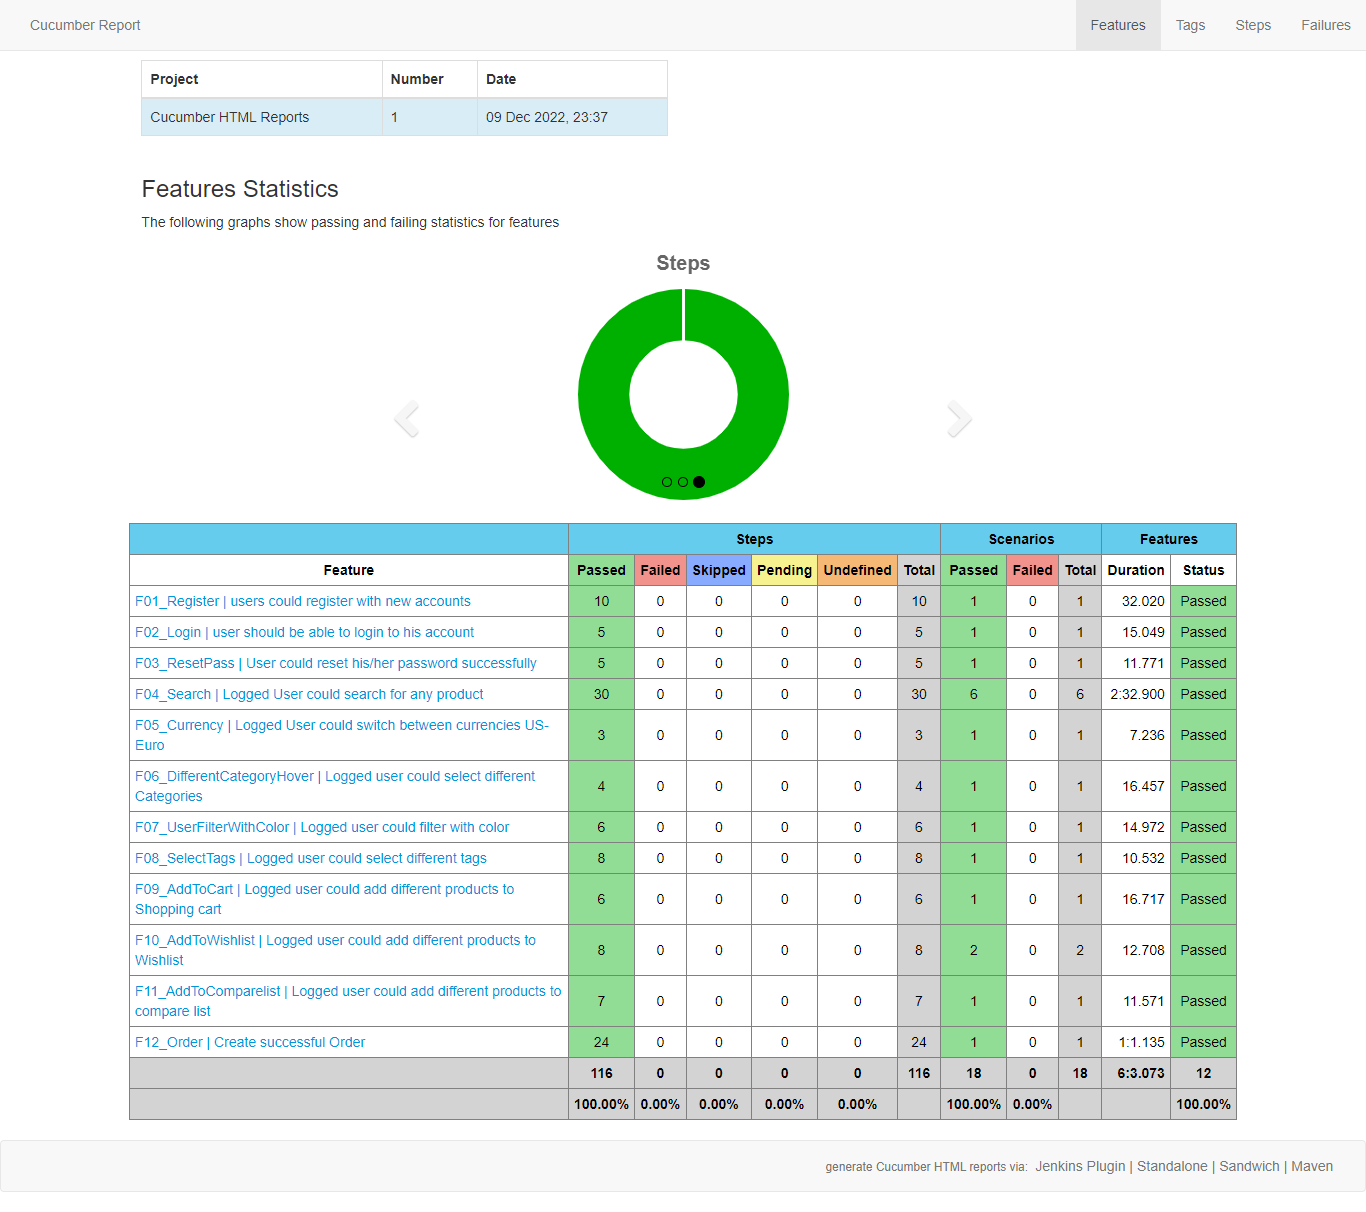 Cucumber Report
Features Tags Steps Failures
Project Number Date
Cucumber HTML Reports 1 09 Dec 2022, 23:37
Features Statistics
The following graphs show passing and failing statistics for features
Steps
Steps Scenarios Features
Feature Passed Failed Skipped Pending Undefined Total Passed Failed Total Duration Status
F01_Register | users could register with new accounts 10 0 0 0 0 10 1 0 1 32.020 Passed
F02_Login | user should be able to login to his account 5 0 0 0 0 5 1 0 1 15.049 Passed
F03_ResetPass | User could reset his/her password successfully 5 0 0 0 0 5 1 0 1 11.771 Passed
F04_Search | Logged User could search for any product 30 0 0 0 0 30 6 0 6 2:32.900 Passed
F05_Currency | Logged User could switch between currencies US-
Euro 3 0 0 0 0 3 1 0 1 7.236 Passed
F06_DifferentCategoryHover | Logged user could select different
Categories 4 0 0 0 0 4 1 0 1 16.457 Passed
F07_UserFilterWithColor | Logged user could filter with color 6 0 0 0 0 6 1 0 1 14.972 Passed
F08_SelectTags | Logged user could select different tags 8 0 0 0 0 8 1 0 1 10.532 Passed
F09_AddToCart | Logged user could add different products to
Shopping cart 6 0 0 0 0 6 1 0 1 16.717 Passed
F10_AddToWishlist | Logged user could add different products to
Wishlist 8 0 0 0 0 8 2 0 2 12.708 Passed
F11_AddToComparelist | Logged user could add different products to
compare list 7 0 0 0 0 7 1 0 1 11.571 Passed
F12_Order | Create successful Order 24 0 0 0 0 24 1 0 1 1:1.135 Passed
116 0 0 0 0 116 18 0 18 6:3.073 12
100.00% 0.00% 0.00% 0.00% 0.00% 100.00% 0.00% 100.00%
generate Cucumber HTML reports via: Jenkins Plugin | Standalone | Sandwich | Maven